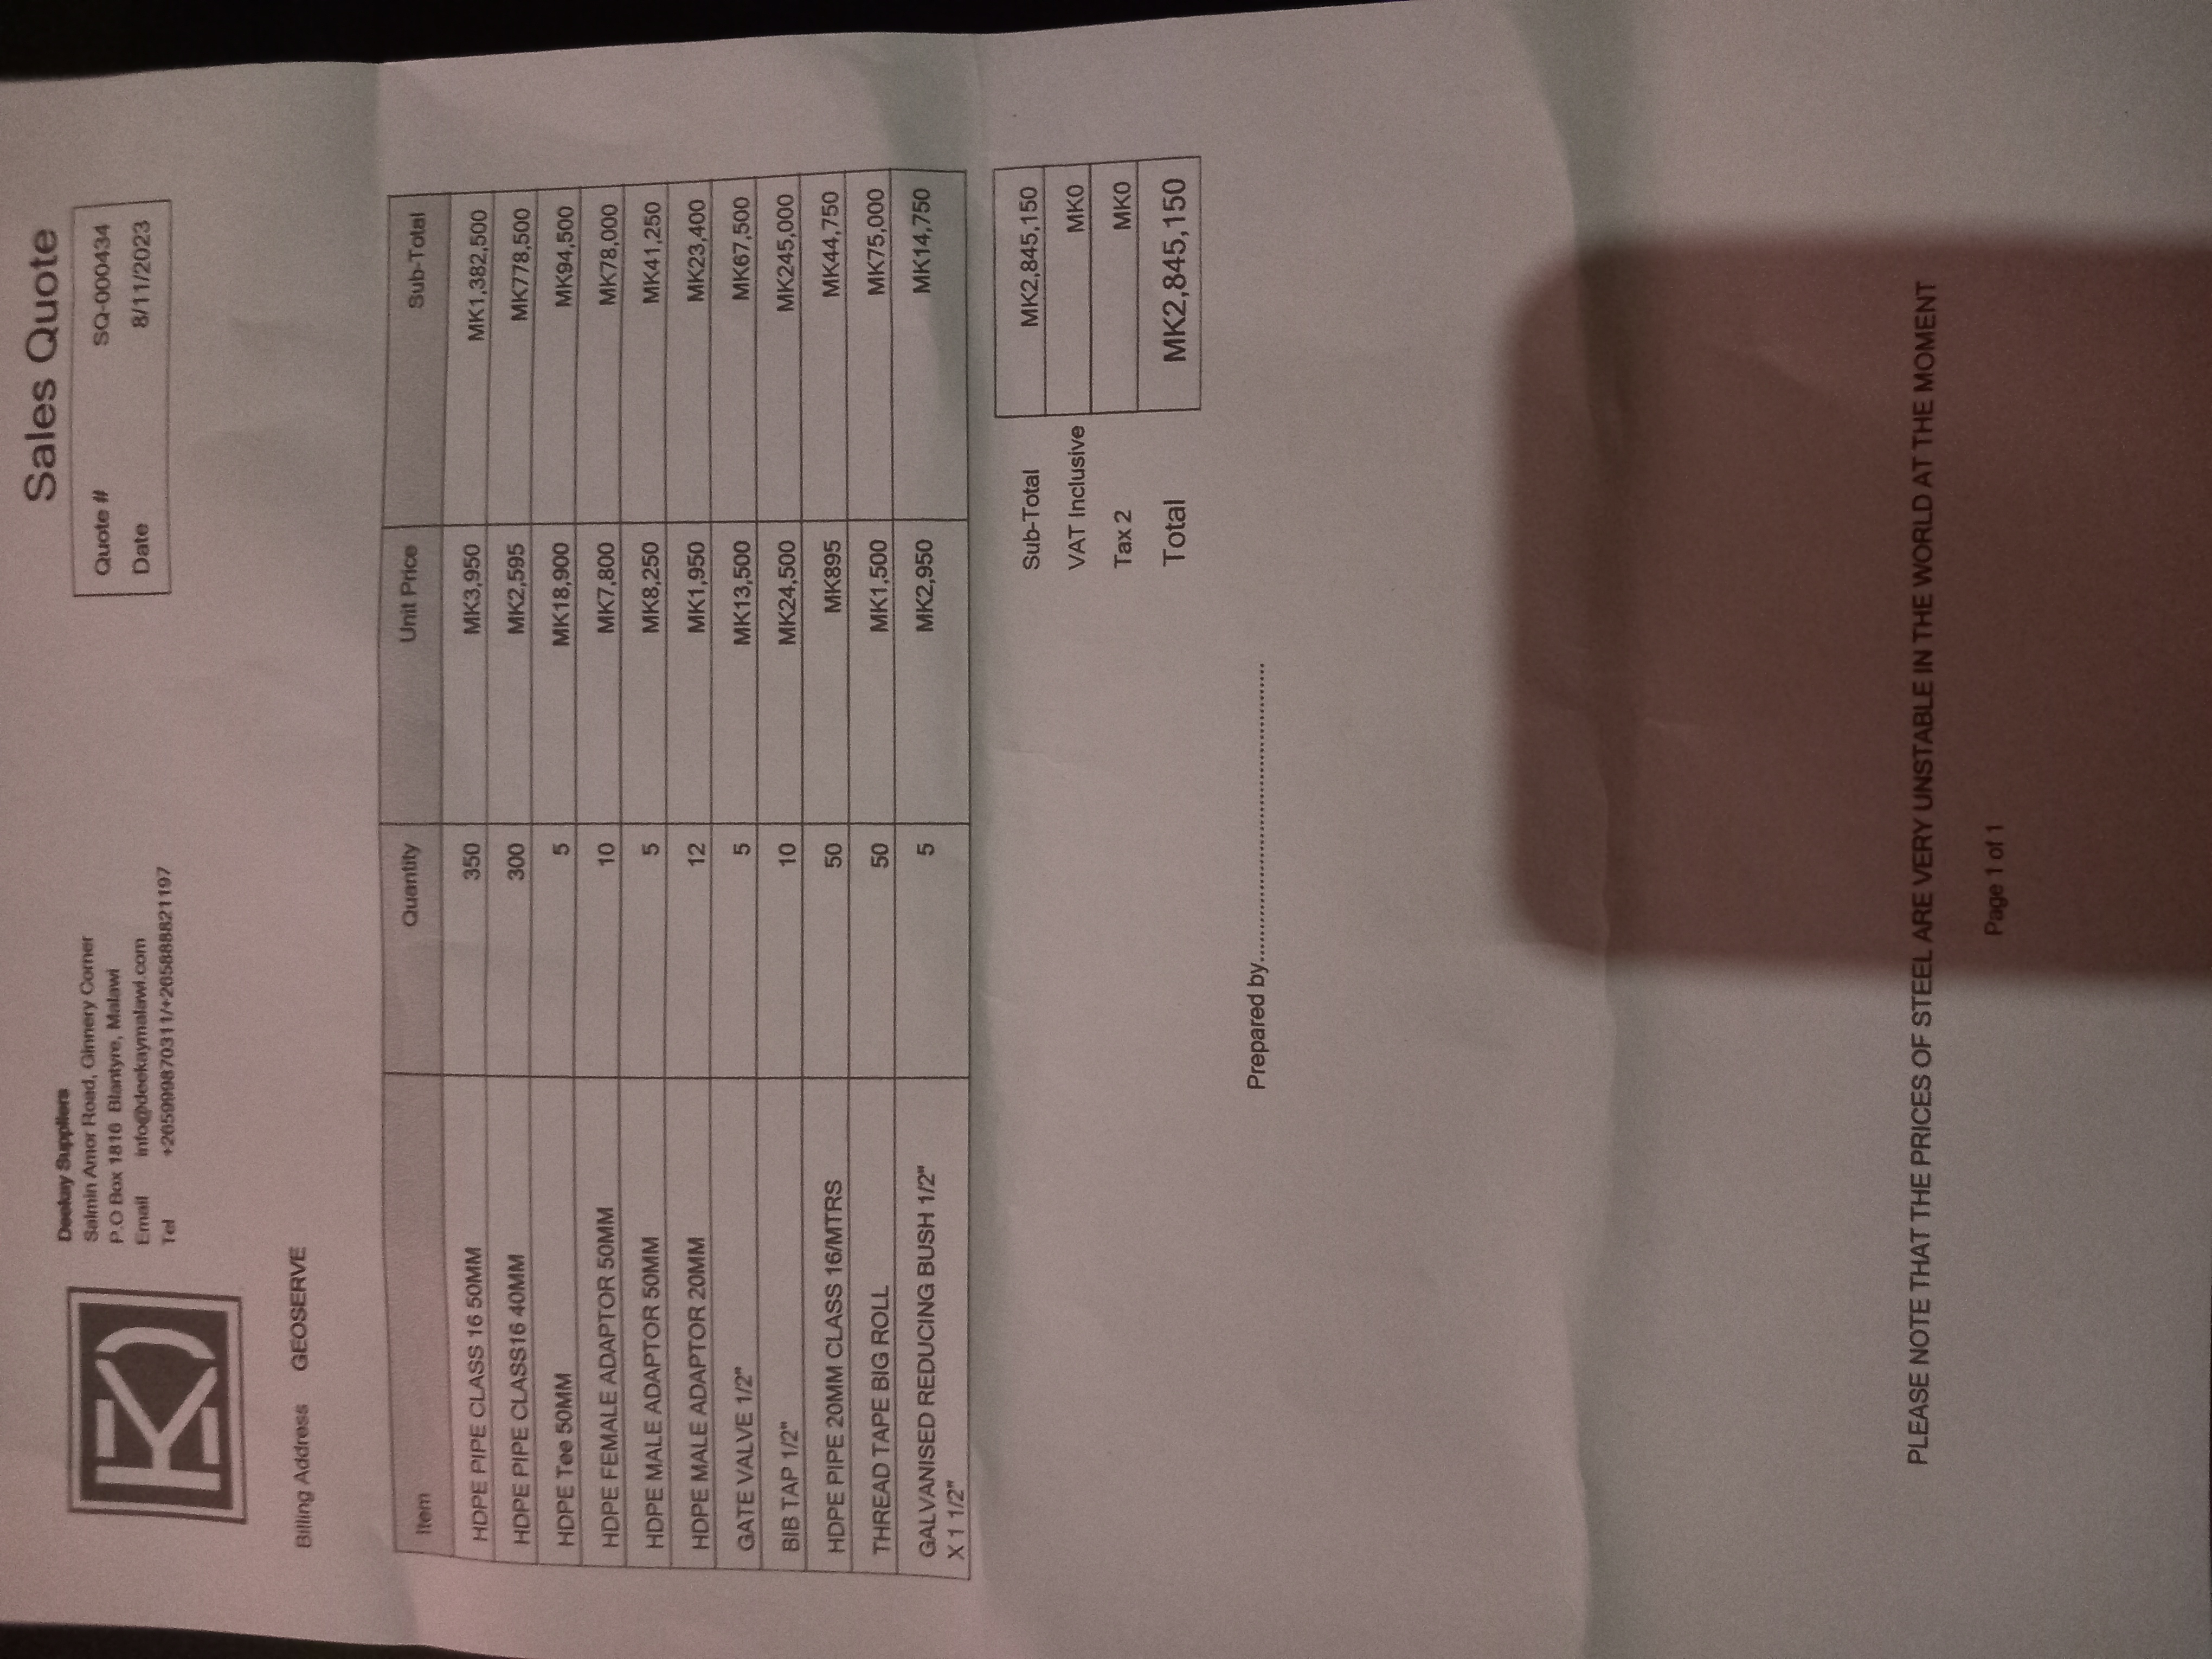 Sales Quote
Deekay Suppliers
Salmin Amor Road, Ginnery Corner
P.O Box 1816 Blantyre, Malawi
Email info@deekaymalawi.com
Tel +265999870311/+265888821197
Quote # SQ-000434
Date 8/11/2023
Billing Address GEOSERVE
Item Quantity Unit Price Sub-Total
HDPE PIPE CLASS 16 50MM 350 MK3,950 MK1,382,500
HDPE PIPE CLASS16 40MM 300 MK2,595 MK778,500
HDPE Tee 50MM 5 MK18,900 MK94,500
HDPE FEMALE ADAPTOR 50MM 10 MK7,800 MK78,000
HDPE MALE ADAPTOR 50MM 5 MK8,250 MK41,250
HDPE MALE ADAPTOR 20MM 12 MK1,950 MK23,400
GATE VALVE 1/2" 5 MK13,500 MK67,500
BIB TAP 1/2" 10 MK24,500 MK245,000
HDPE PIPE 20MM CLASS 16/MTRS 50 MK895 MK44,750
THREAD TAPE BIG ROLL 50 MK1,500 MK75,000
GALVANISED REDUCING BUSH 1/2" 5 MK2,950 MK14,750
X 1 1/2"
Sub-Total MK2,845,150
VAT Inclusive MK0
Tax 2 MK0
Total MK2,845,150
Prepared by..............................................
PLEASE NOTE THAT THE PRICES OF STEEL ARE VERY UNSTABLE IN THE WORLD AT THE MOMENT
Page 1 of 1